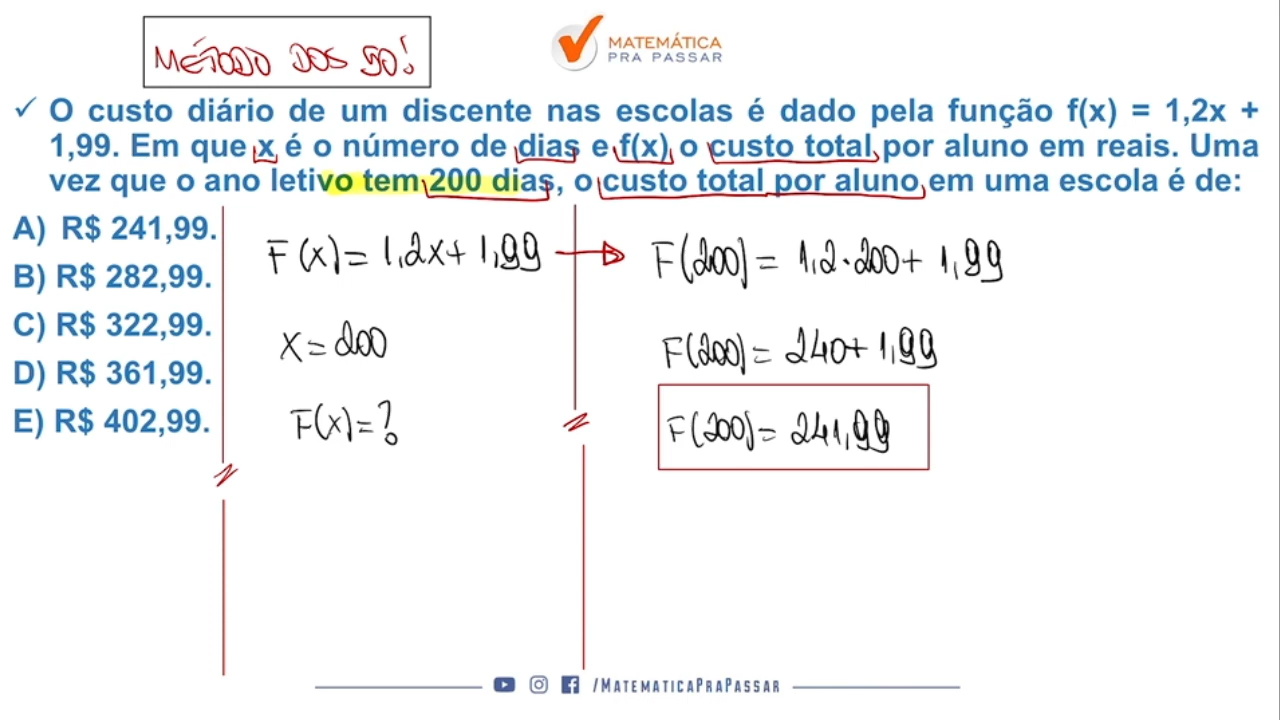 MÉTODO DOS 50!
MATEMÁTICA
PRA PASSAR
✓ O custo diário de um discente nas escolas é dado pela função f(x) = 1,2x +
1,99. Em que x é o número de dias e f(x) o custo total por aluno em reais. Uma
vez que o ano letivo tem 200 dias, o custo total por aluno em uma escola é de:
A) R$ 241,99.
B) R$ 282,99.
C) R$ 322,99.
D) R$ 361,99.
E) R$ 402,99.
F(x) = 1,2x + 1,99
x = 200
F(x) = ?
F(200) = 1,2 · 200 + 1,99
F(200) = 240 + 1,99
F(200) = 241,99
/MATEMATICAPRAPASSAR